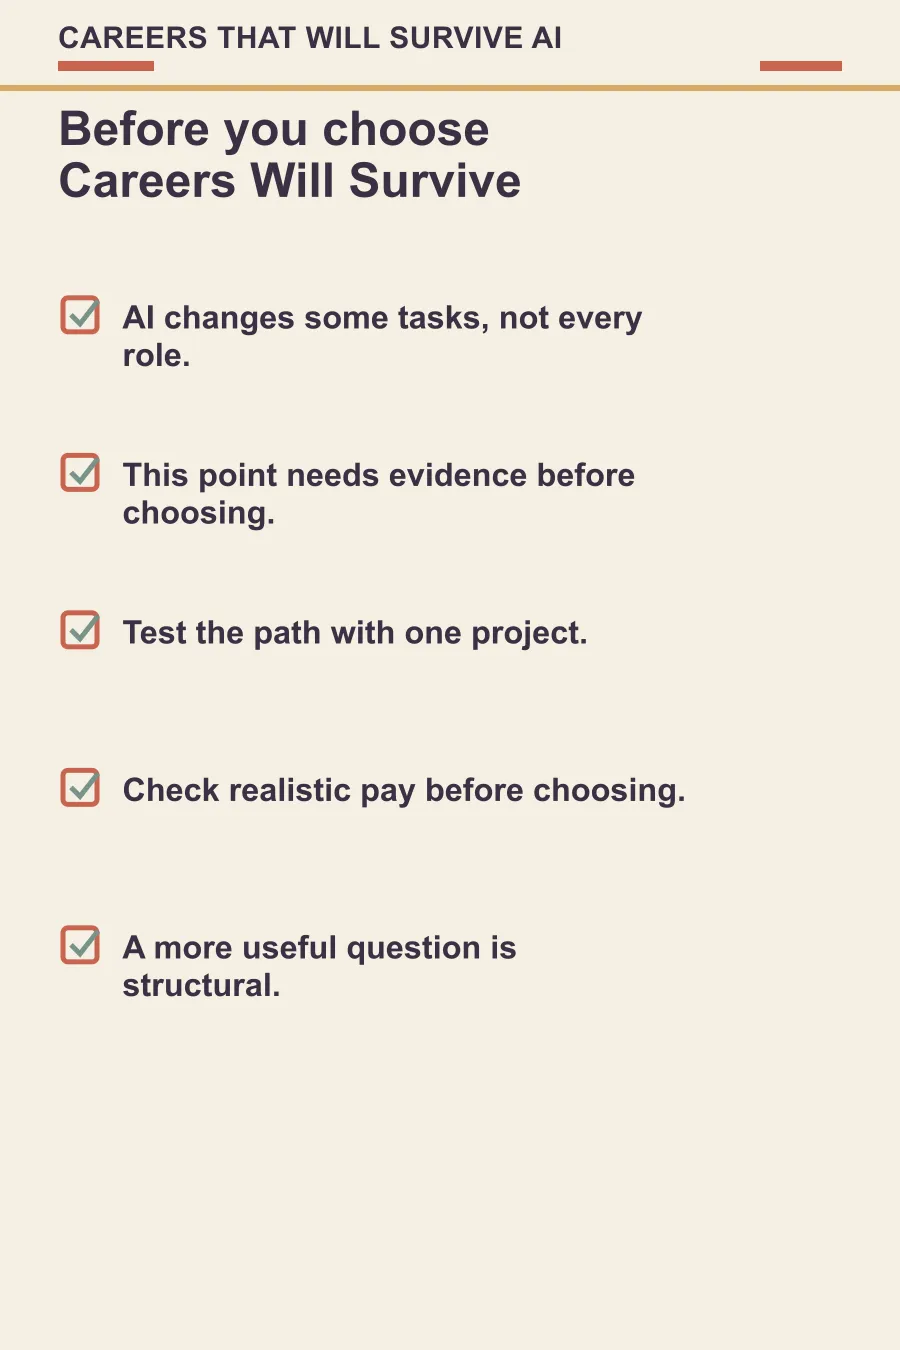 CAREERS THAT WILL SURVIVE AI
Before you choose
Careers Will Survive
AI changes some tasks, not every
role.
This point needs evidence before
choosing.
Test the path with one project.
Check realistic pay before choosing.
A more useful question is
structural.